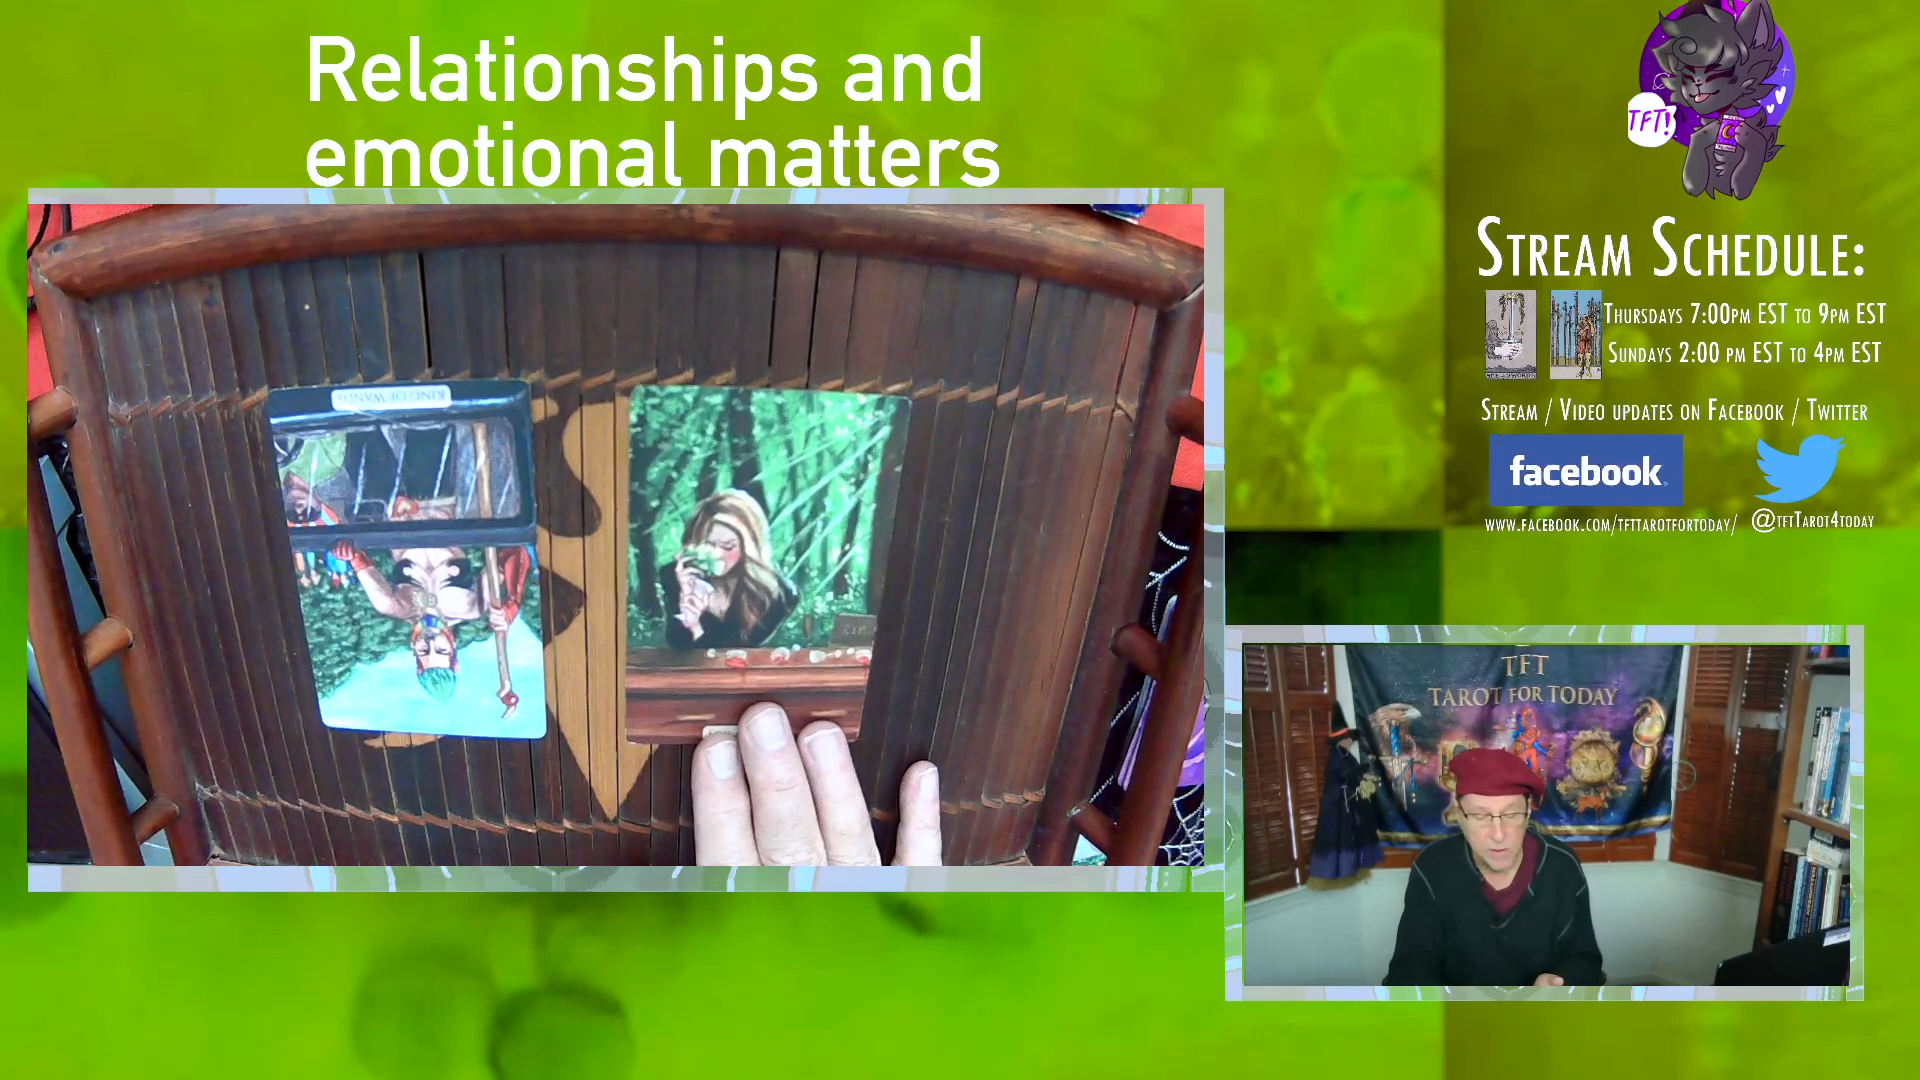 Relationships and
emotional matters
TFT!
STREAM SCHEDULE:
THURSDAYS 7:00PM EST TO 9PM EST
SUNDAYS 2:00 PM EST TO 4PM EST
STREAM / VIDEO UPDATES ON FACEBOOK / TWITTER
facebook
WWW.FACEBOOK.COM/TFTTAROTFORTODAY/
@TFTTAROT4TODAY
KING OF WANDS
TFT
TAROT FOR TODAY